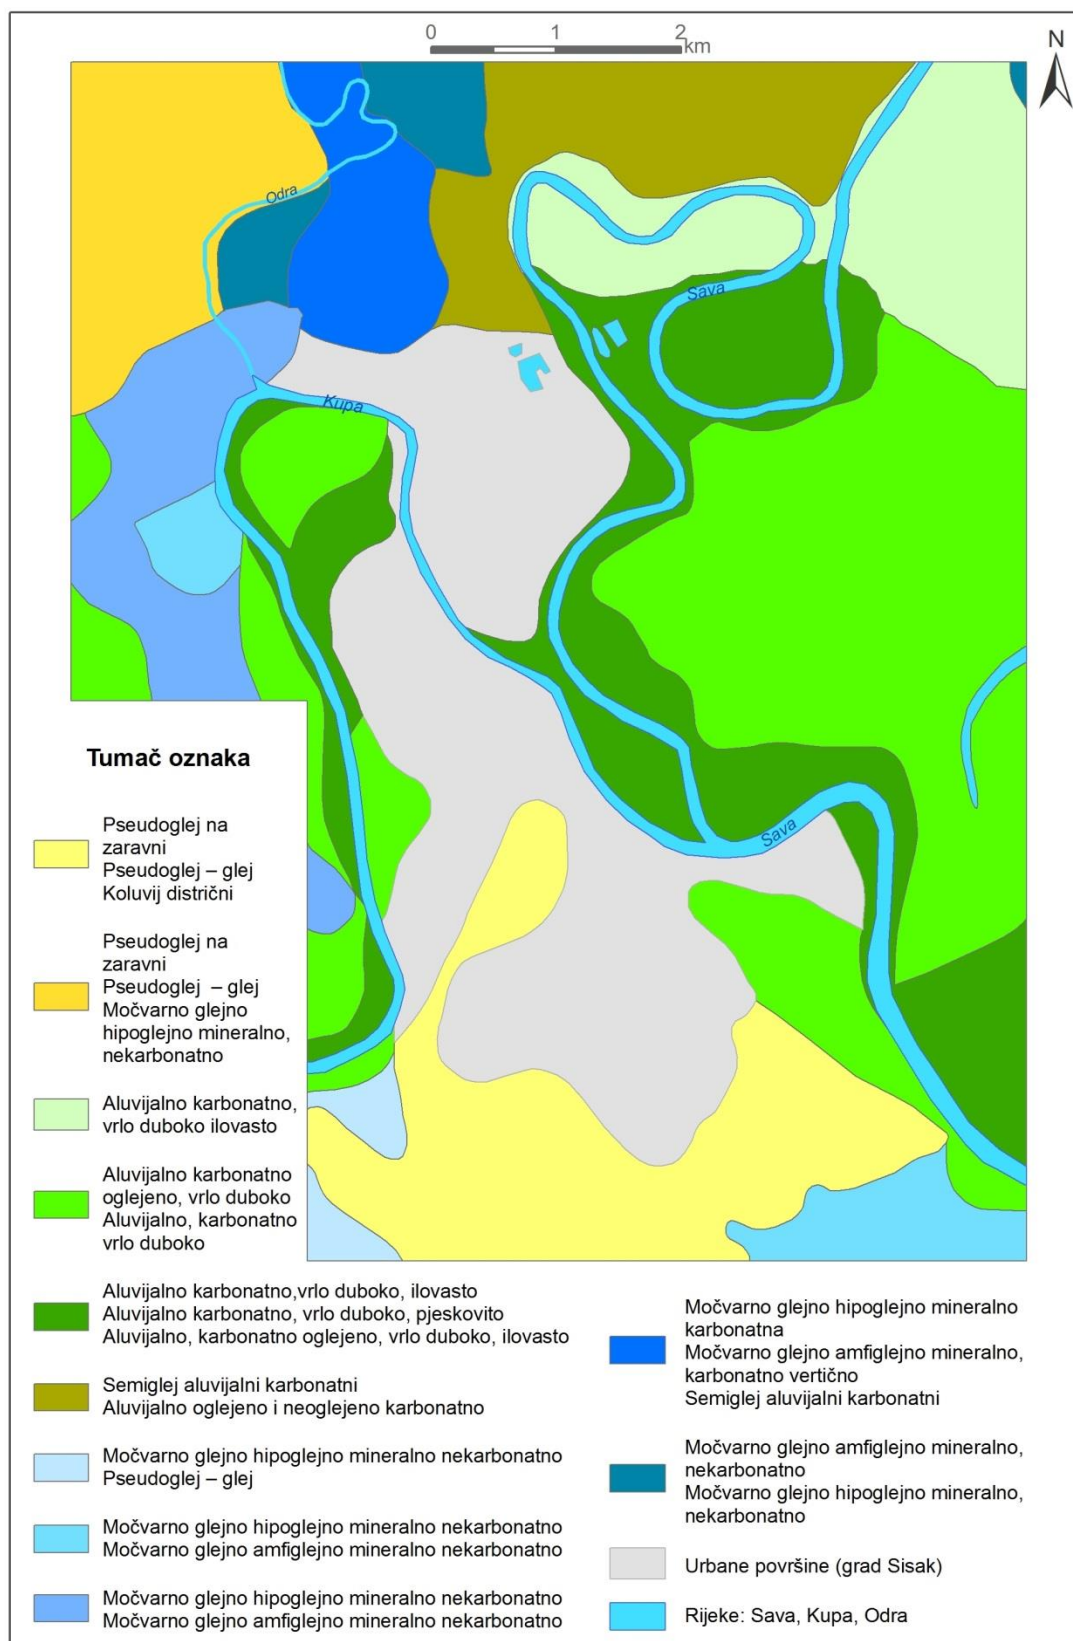 0 1 2
km
N
Odra
Sava
Kupa
Sava
Tumač oznaka
Pseudoglej na
zaravni
Pseudoglej – glej
Koluvij districni
Pseudoglej na
zaravni
Pseudoglej – glej
Močvarno glejno
hipoglejno mineralno,
nekarbonatno
Aluvijalno karbonatno,
vrlo duboko ilovasto
Aluvijalno karbonatno
oglejeno, vrlo duboko
Aluvijalno, karbonatno
vrlo duboko
Aluvijalno karbonatno,vrlo duboko, ilovasto
Aluvijalno karbonatno, vrlo duboko, pjeskovito
Aluvijalno, karbonatno oglejeno, vrlo duboko, ilovasto
Semiglej aluvijalni karbonatni
Aluvijalno oglejeno i neoglejeno karbonatno
Močvarno glejno hipoglejno mineralno nekarbonatno
Pseudoglej – glej
Močvarno glejno hipoglejno mineralno nekarbonatno
Močvarno glejno amfiglejno mineralno nekarbonatno
Močvarno glejno hipoglejno mineralno nekarbonatno
Močvarno glejno amfiglejno mineralno nekarbonatno
Močvarno glejno hipoglejno mineralno
karbonatna
Močvarno glejno amfiglejno mineralno,
karbonatno vertično
Semiglej aluvijalni karbonatni
Močvarno glejno amfiglejno mineralno,
nekarbonatno
Močvarno glejno hipoglejno mineralno,
nekarbonatno
Urbane površine (grad Sisak)
Rijeke: Sava, Kupa, Odra